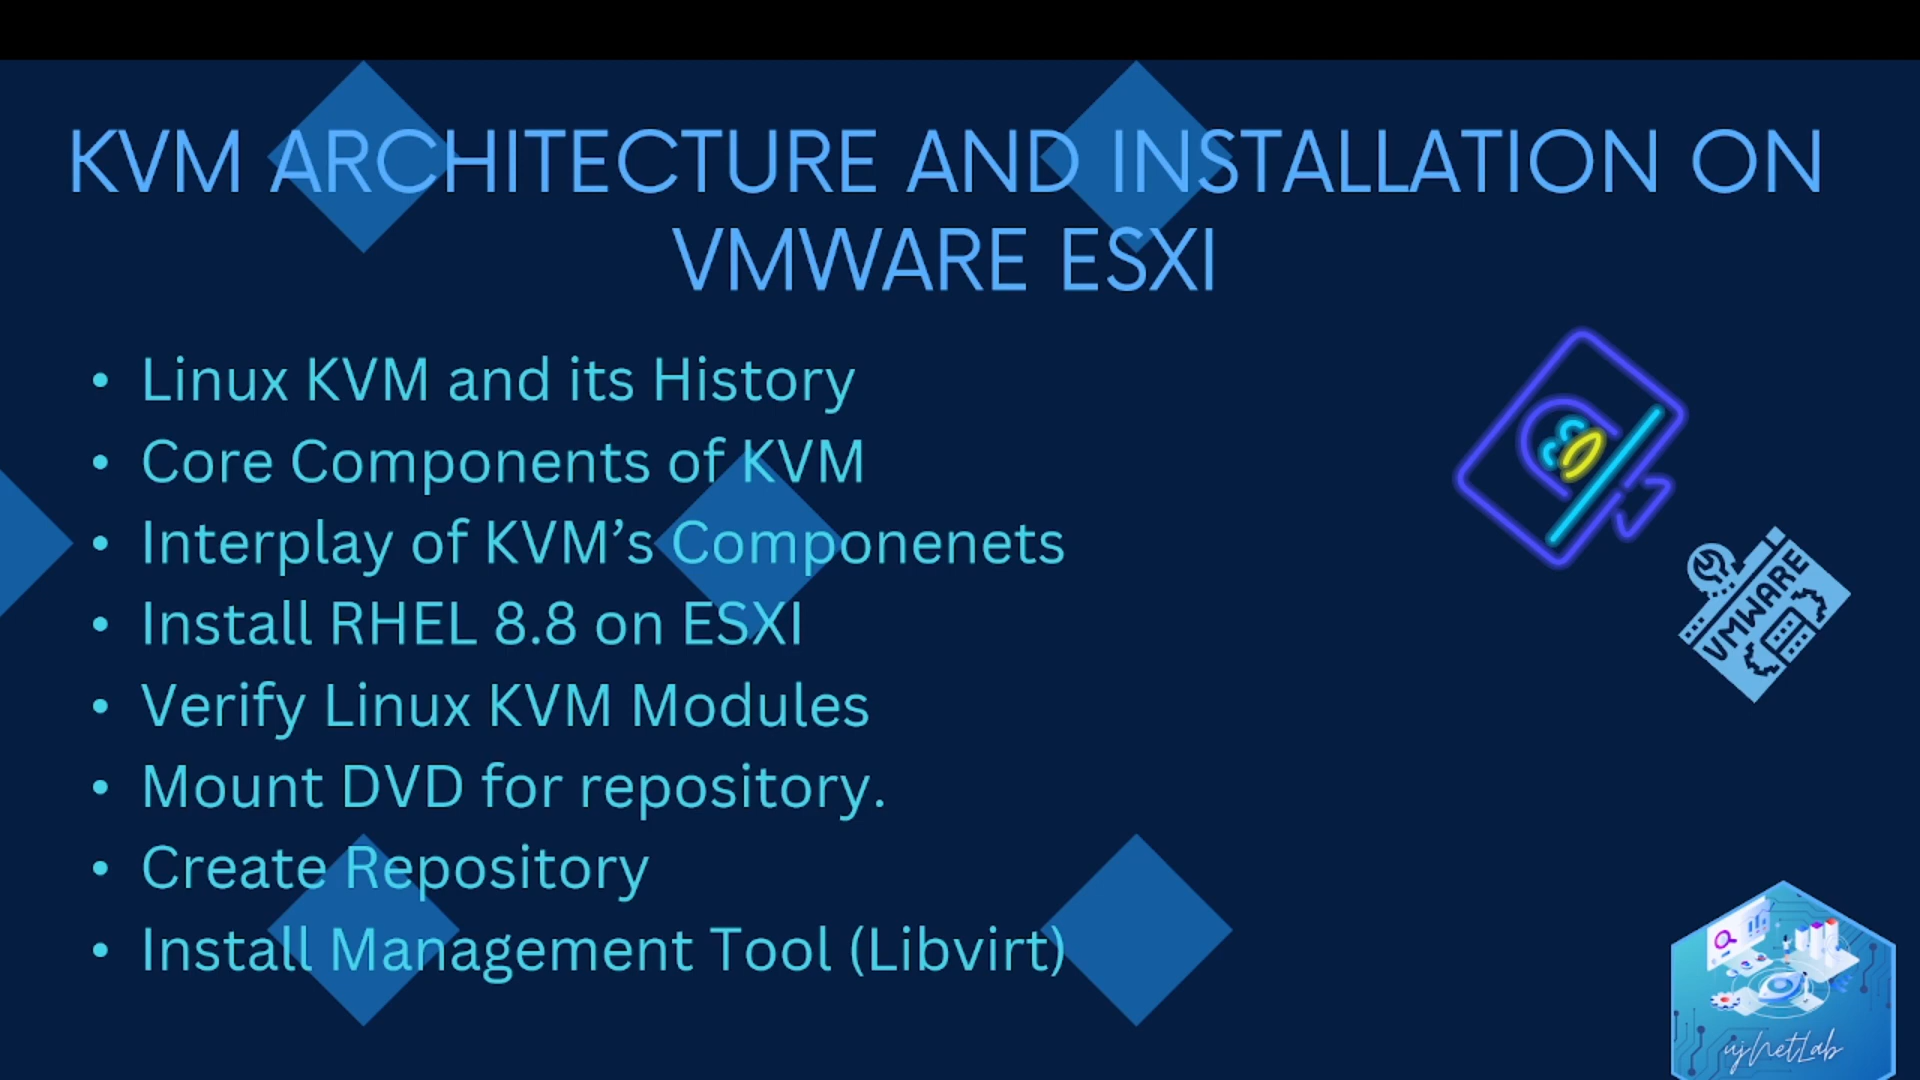 KVM ARCHITECTURE AND INSTALLATION ON
VMWARE ESXI
• Linux KVM and its History
• Core Components of KVM
• Interplay of KVM’s Componenets
• Install RHEL 8.8 on ESXI
• Verify Linux KVM Modules
• Mount DVD for repository.
• Create Repository
• Install Management Tool (Libvirt)
VMWARE
ujNetLab